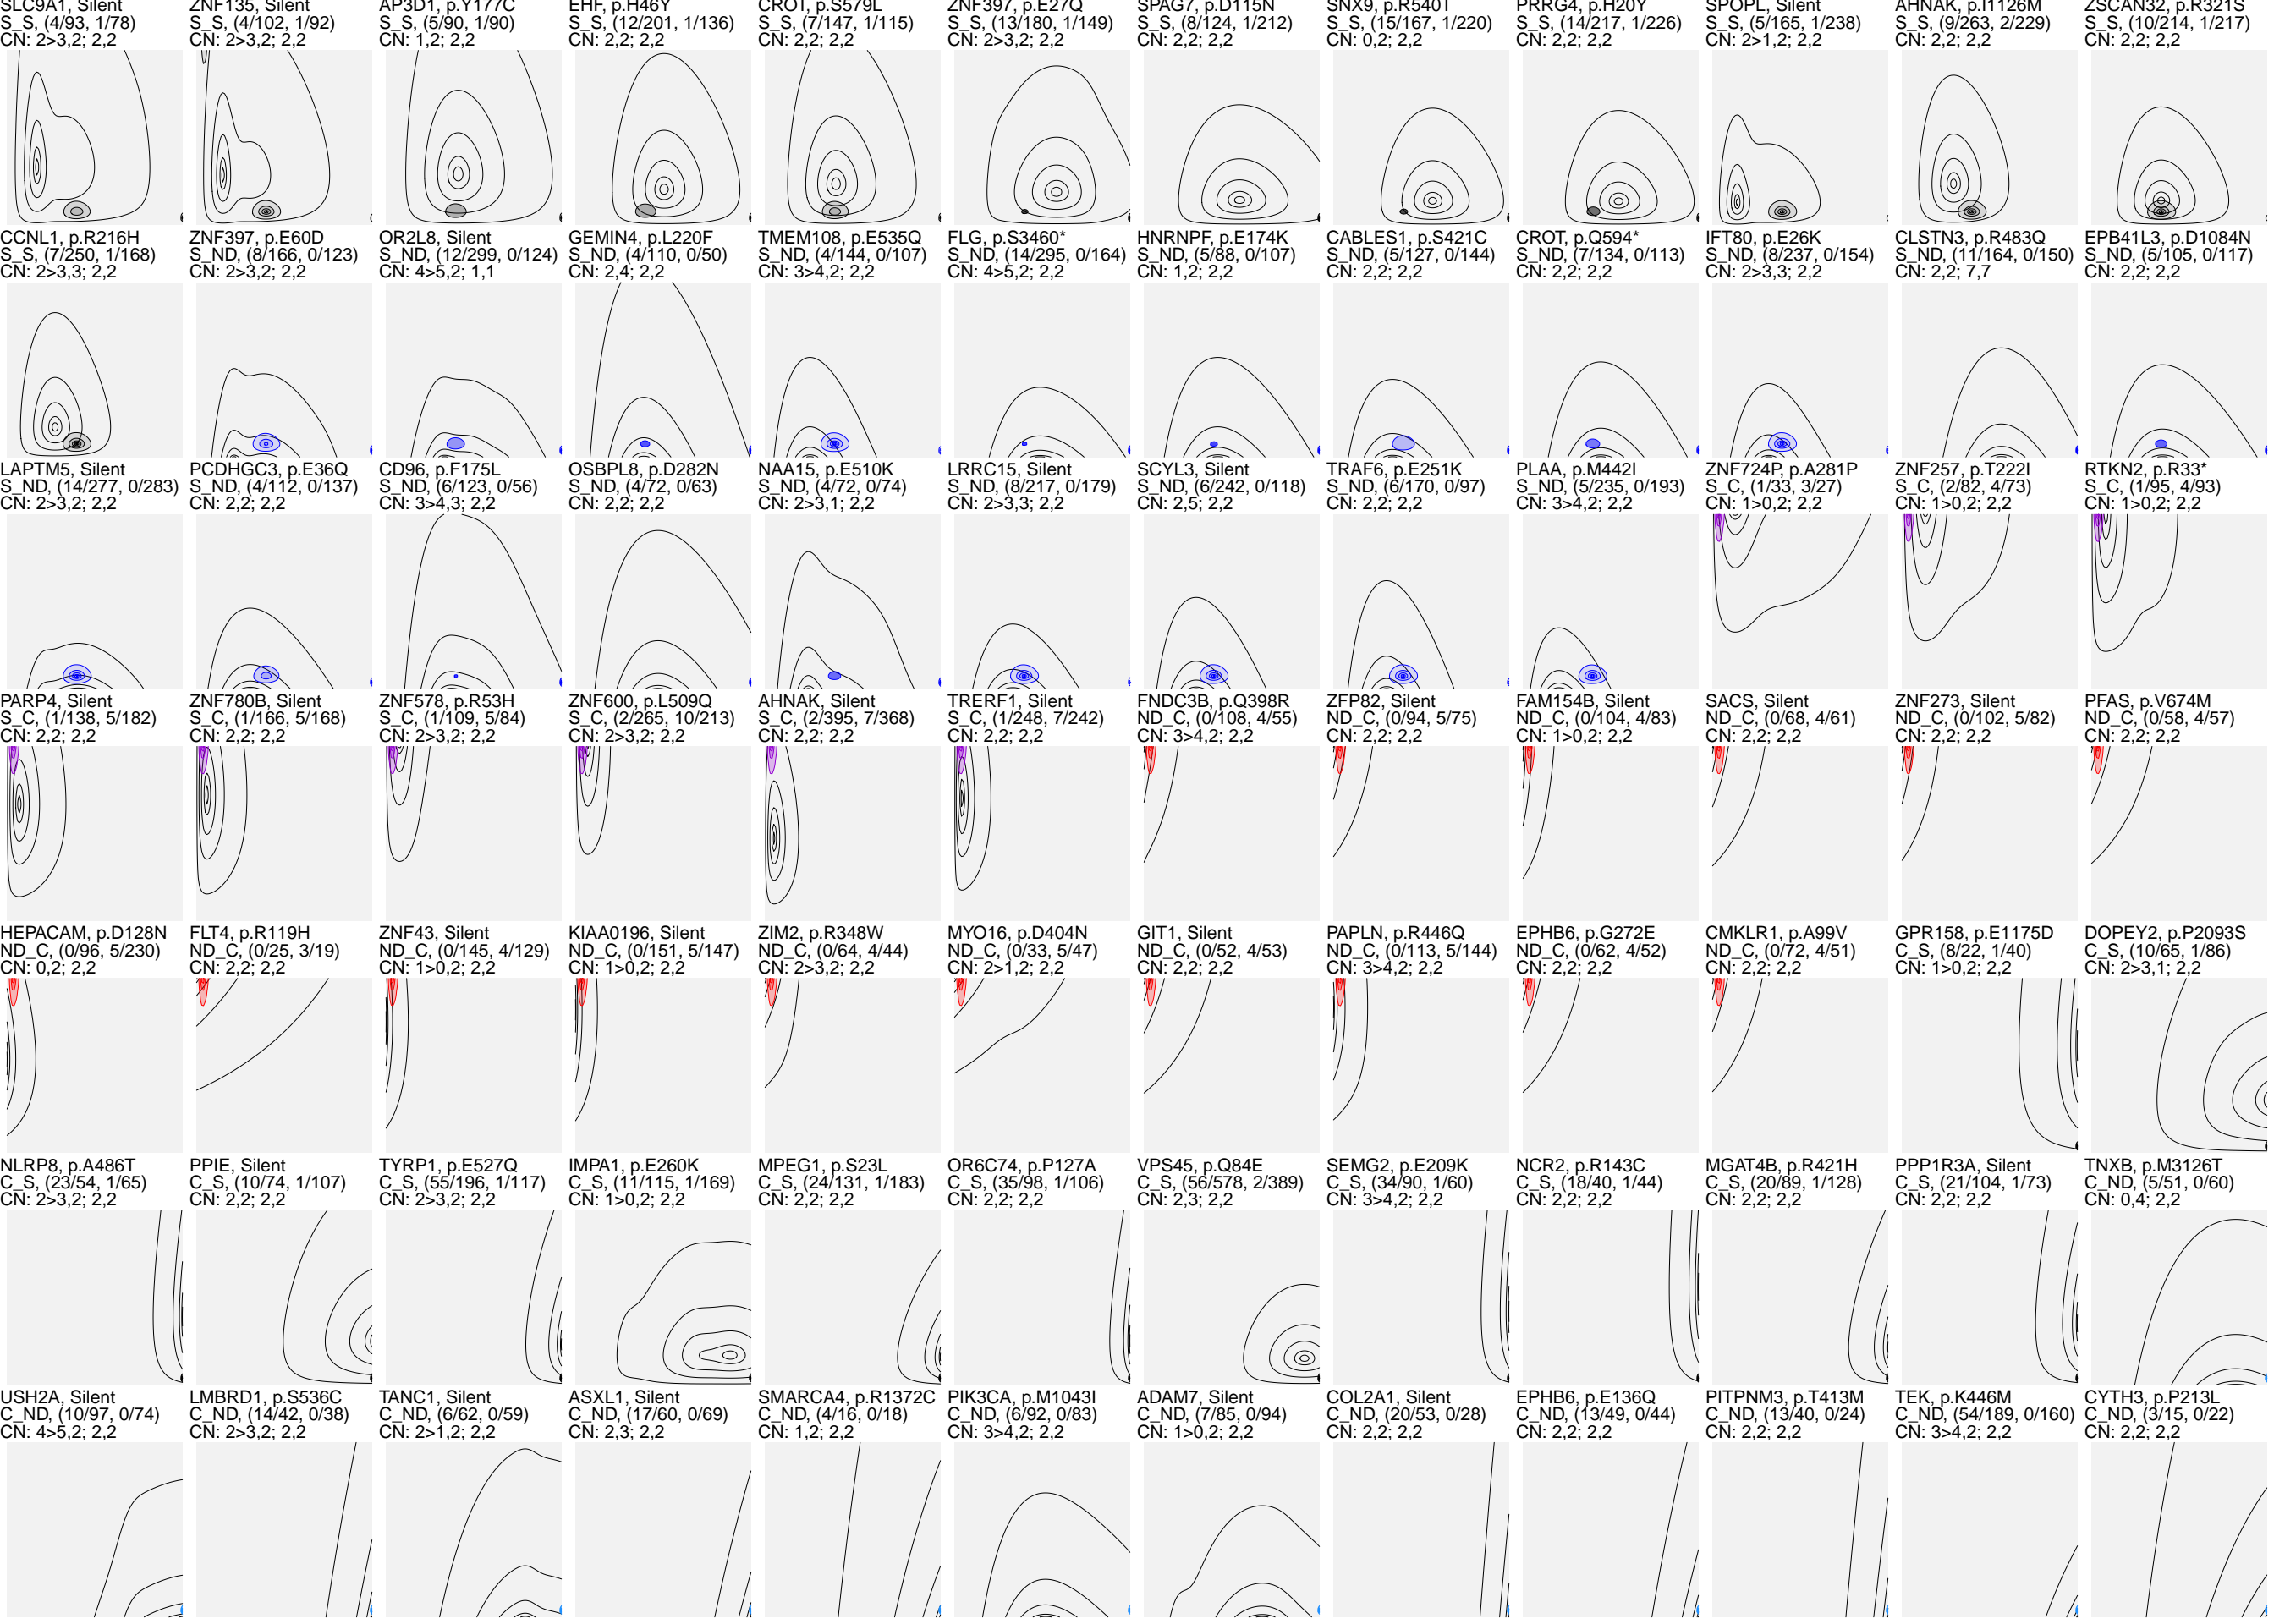 SLC9A1, Silent
S_S, (4/93, 1/78)
CN: 2>3,2; 2,2
ZNF135, Silent
S_S, (4/102, 1/92)
CN: 2>3,2; 2,2
AP3D1, p.Y177C
S_S, (5/90, 1/90)
CN: 1,2; 2,2
EHF, p.H46Y
S_S, (12/201, 1/136)
CN: 2,2; 2,2
CROT, p.S579L
S_S, (7/147, 1/115)
CN: 2,2; 2,2
ZNF397, p.E27Q
S_S, (13/180, 1/149)
CN: 2>3,2; 2,2
SPAG7, p.D115N
S_S, (8/124, 1/212)
CN: 2,2; 2,2
SNX9, p.R540T
S_S, (15/167, 1/220)
CN: 0,2; 2,2
PRRG4, p.H20Y
S_S, (14/217, 1/226)
CN: 2,2; 2,2
SPOPL, Silent
S_S, (5/165, 1/238)
CN: 2>1,2; 2,2
AHNAK, p.I1126M
S_S, (9/263, 2/229)
CN: 2,2; 2,2
ZSCAN32, p.R321S
S_S, (10/214, 1/217)
CN: 2,2; 2,2
CCNL1, p.R216H
S_S, (7/250, 1/168)
CN: 2>3,3; 2,2
ZNF397, p.E60D
S_ND, (8/166, 0/123)
CN: 2>3,2; 2,2
OR2L8, Silent
S_ND, (12/299, 0/124)
CN: 4>5,2; 1,1
GEMIN4, p.L220F
S_ND, (4/110, 0/50)
CN: 2,4; 2,2
TMEM108, p.E535Q
S_ND, (4/144, 0/107)
CN: 3>4,2; 2,2
FLG, p.S3460*
S_ND, (14/295, 0/164)
CN: 4>5,2; 2,2
HNRNPF, p.E174K
S_ND, (5/88, 0/107)
CN: 1,2; 2,2
CABLES1, p.S421C
S_ND, (5/127, 0/144)
CN: 2,2; 2,2
CROT, p.Q594*
S_ND, (7/134, 0/113)
CN: 2,2; 2,2
IFT80, p.E26K
S_ND, (8/237, 0/154)
CN: 2>3,3; 2,2
CLSTN3, p.R483Q
S_ND, (11/164, 0/150)
CN: 2,2; 7,7
EPB41L3, p.D1084N
S_ND, (5/105, 0/117)
CN: 2,2; 2,2
LAPTM5, Silent
S_ND, (14/277, 0/283)
CN: 2>3,2; 2,2
PCDHGC3, p.E36Q
S_ND, (4/112, 0/137)
CN: 2,2; 2,2
CD96, p.F175L
S_ND, (6/123, 0/56)
CN: 3>4,3; 2,2
OSBPL8, p.D282N
S_ND, (4/72, 0/63)
CN: 2,2; 2,2
NAA15, p.E510K
S_ND, (4/72, 0/74)
CN: 2>3,1; 2,2
LRRC15, Silent
S_ND, (8/217, 0/179)
CN: 2>3,3; 2,2
SCYL3, Silent
S_ND, (6/242, 0/118)
CN: 2,5; 2,2
TRAF6, p.E251K
S_ND, (6/170, 0/97)
CN: 2,2; 2,2
PLAA, p.M442I
S_ND, (5/235, 0/193)
CN: 3>4,2; 2,2
ZNF724P, p.A281P
S_C, (1/33, 3/27)
CN: 1>0,2; 2,2
ZNF257, p.T222I
S_C, (2/82, 4/73)
CN: 1>0,2; 2,2
RTKN2, p.R33*
S_C, (1/95, 4/93)
CN: 1>0,2; 2,2
PARP4, Silent
S_C, (1/138, 5/182)
CN: 2,2; 2,2
ZNF780B, Silent
S_C, (1/166, 5/168)
CN: 2,2; 2,2
ZNF578, p.R53H
S_C, (1/109, 5/84)
CN: 2>3,2; 2,2
ZNF600, p.L509Q
S_C, (2/265, 10/213)
CN: 2>3,2; 2,2
AHNAK, Silent
S_C, (2/395, 7/368)
CN: 2,2; 2,2
TRERF1, Silent
S_C, (1/248, 7/242)
CN: 2,2; 2,2
FNDC3B, p.Q398R
ND_C, (0/108, 4/55)
CN: 3>4,2; 2,2
ZFP82, Silent
ND_C, (0/94, 5/75)
CN: 2,2; 2,2
FAM154B, Silent
ND_C, (0/104, 4/83)
CN: 1>0,2; 2,2
SACS, Silent
ND_C, (0/68, 4/61)
CN: 2,2; 2,2
ZNF273, Silent
ND_C, (0/102, 5/82)
CN: 2,2; 2,2
PFAS, p.V674M
ND_C, (0/58, 4/57)
CN: 2,2; 2,2
HEPACAM, p.D128N
ND_C, (0/96, 5/230)
CN: 0,2; 2,2
FLT4, p.R119H
ND_C, (0/25, 3/19)
CN: 2,2; 2,2
ZNF43, Silent
ND_C, (0/145, 4/129)
CN: 1>0,2; 2,2
KIAA0196, Silent
ND_C, (0/151, 5/147)
CN: 1>0,2; 2,2
ZIM2, p.R348W
ND_C, (0/64, 4/44)
CN: 2>3,2; 2,2
MYO16, p.D404N
ND_C, (0/33, 5/47)
CN: 2>1,2; 2,2
GIT1, Silent
ND_C, (0/52, 4/53)
CN: 2,2; 2,2
PAPLN, p.R446Q
ND_C, (0/113, 5/144)
CN: 3>4,2; 2,2
EPHB6, p.G272E
ND_C, (0/62, 4/52)
CN: 2,2; 2,2
CMKLR1, p.A99V
ND_C, (0/72, 4/51)
CN: 2,2; 2,2
GPR158, p.E1175D
C_S, (8/22, 1/40)
CN: 1>0,2; 2,2
DOPEY2, p.P2093S
C_S, (10/65, 1/86)
CN: 2>3,1; 2,2
NLRP8, p.A486T
C_S, (23/54, 1/65)
CN: 2>3,2; 2,2
PPIE, Silent
C_S, (10/74, 1/107)
CN: 2,2; 2,2
TYRP1, p.E527Q
C_S, (55/196, 1/117)
CN: 2>3,2; 2,2
IMPA1, p.E260K
C_S, (11/115, 1/169)
CN: 1>0,2; 2,2
MPEG1, p.S23L
C_S, (24/131, 1/183)
CN: 2,2; 2,2
OR6C74, p.P127A
C_S, (35/98, 1/106)
CN: 2,2; 2,2
VPS45, p.Q84E
C_S, (56/578, 2/389)
CN: 2,3; 2,2
SEMG2, p.E209K
C_S, (34/90, 1/60)
CN: 3>4,2; 2,2
NCR2, p.R143C
C_S, (18/40, 1/44)
CN: 2,2; 2,2
MGAT4B, p.R421H
C_S, (20/89, 1/128)
CN: 2,2; 2,2
PPP1R3A, Silent
C_S, (21/104, 1/73)
CN: 2,2; 2,2
TNXB, p.M3126T
C_ND, (5/51, 0/60)
CN: 0,4; 2,2
USH2A, Silent
C_ND, (10/97, 0/74)
CN: 4>5,2; 2,2
LMBRD1, p.S536C
C_ND, (14/42, 0/38)
CN: 2>3,2; 2,2
TANC1, Silent
C_ND, (6/62, 0/59)
CN: 2>1,2; 2,2
ASXL1, Silent
C_ND, (17/60, 0/69)
CN: 2,3; 2,2
SMARCA4, p.R1372C
C_ND, (4/16, 0/18)
CN: 1,2; 2,2
PIK3CA, p.M1043I
C_ND, (6/92, 0/83)
CN: 3>4,2; 2,2
ADAM7, Silent
C_ND, (7/85, 0/94)
CN: 1>0,2; 2,2
COL2A1, Silent
C_ND, (20/53, 0/28)
CN: 2,2; 2,2
EPHB6, p.E136Q
C_ND, (13/49, 0/44)
CN: 2,2; 2,2
PITPNM3, p.T413M
C_ND, (13/40, 0/24)
CN: 2,2; 2,2
TEK, p.K446M
C_ND, (54/189, 0/160)
CN: 3>4,2; 2,2
CYTH3, p.P213L
C_ND, (3/15, 0/22)
CN: 2,2; 2,2